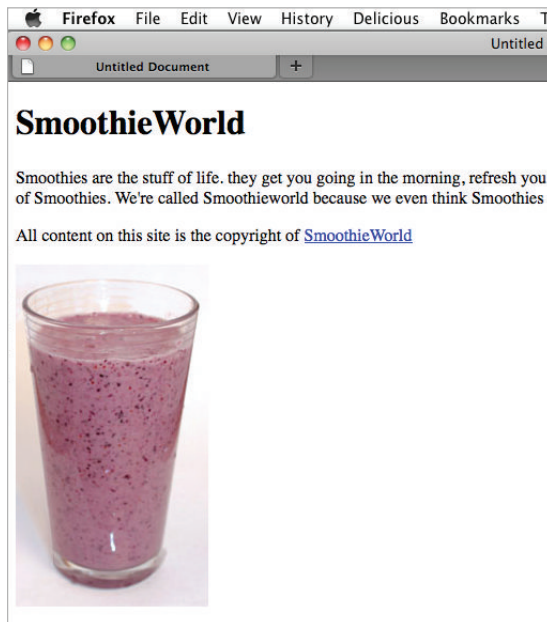 Firefox File Edit View History Delicious Bookmarks
Untitled
Untitled Document +
SmoothieWorld
Smoothies are the stuff of life. they get you going in the morning, refresh you
of Smoothies. We're called Smoothieworld because we even think Smoothies
All content on this site is the copyright of SmoothieWorld